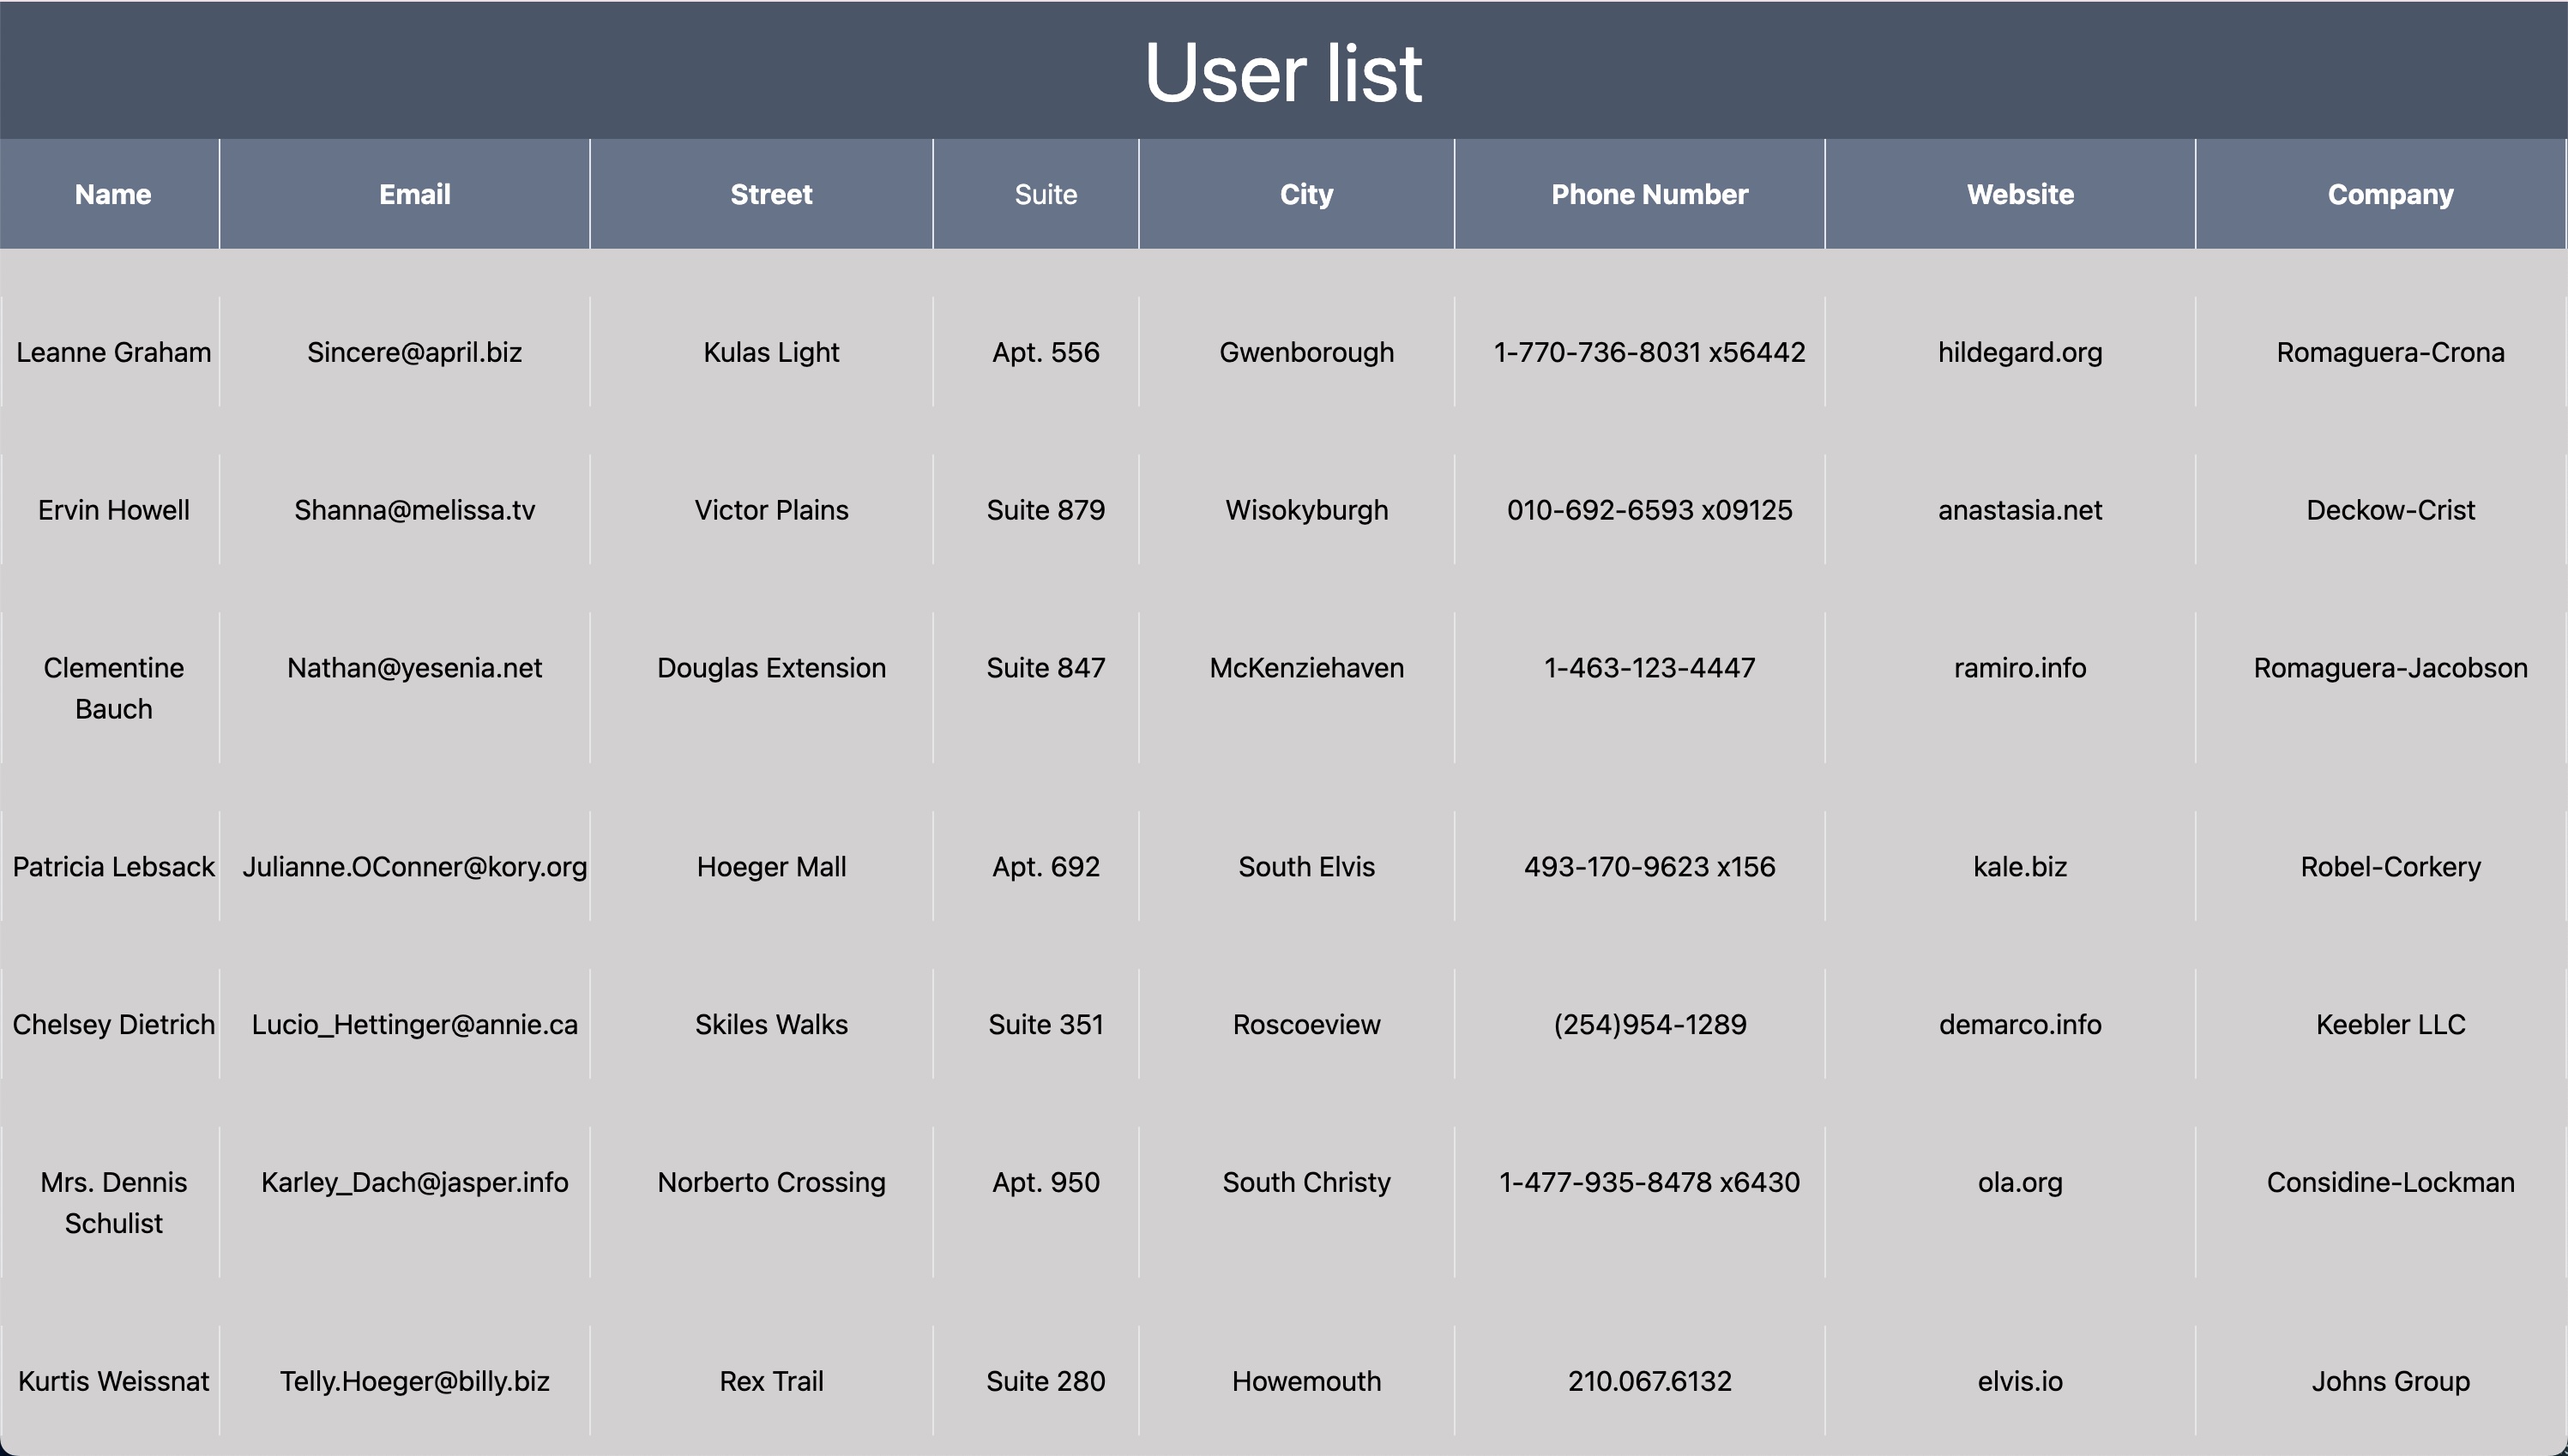 User list
Name Email Street Suite City Phone Number Website Company
Leanne Graham Sincere@april.biz Kulas Light Apt. 556 Gwenborough 1-770-736-8031 x56442 hildegard.org Romaguera-Crona
Ervin Howell Shanna@melissa.tv Victor Plains Suite 879 Wisokyburgh 010-692-6593 x09125 anastasia.net Deckow-Crist
Clementine Nathan@yesenia.net Douglas Extension Suite 847 McKenziehaven 1-463-123-4447 ramiro.info Romaguera-Jacobson
Bauch
Patricia Lebsack Julianne.OConner@kory.org Hoeger Mall Apt. 692 South Elvis 493-170-9623 x156 kale.biz Robel-Corkery
Chelsey Dietrich Lucio_Hettinger@annie.ca Skiles Walks Suite 351 Roscoeview (254)954-1289 demarco.info Keebler LLC
Mrs. Dennis Karley_Dach@jasper.info Norberto Crossing Apt. 950 South Christy 1-477-935-8478 x6430 ola.org Considine-Lockman
Schulist
Kurtis Weissnat Telly.Hoeger@billy.biz Rex Trail Suite 280 Howemouth 210.067.6132 elvis.io Johns Group